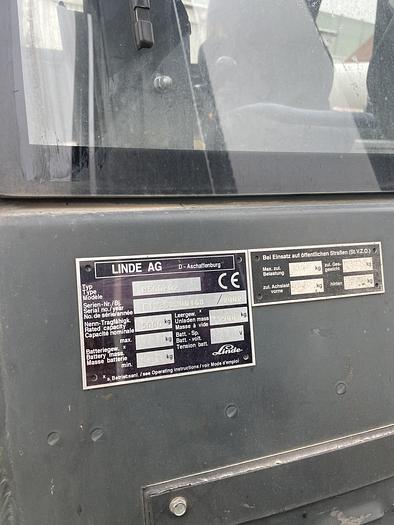 LINDE AG D - Aschaffenburg
Typ
Type
Modèle
CE
Serien-Nr./Bj.
Serial no./year
No. de série/année
Nenn-Tragfähigk. kg
Rated capacity
Capacité nominale
Leergew. x kg
Unladen mass
Masse à vide
Batteriegew. x max. kg
Battery mass
Masse batterie min. kg
Batt.- Sp. V
Batt. - volt.
Tension batt.
Linde
x s. Betriebsanl. / see Operating instructions / voir Mode d'emploi
Bei Einsatz auf öffentlichen Straßen (St.V.Z.O.)
Max. zul. Belastung kg
zul. Ges- gewicht kg
zul. Achslast vorne kg
hinten kg